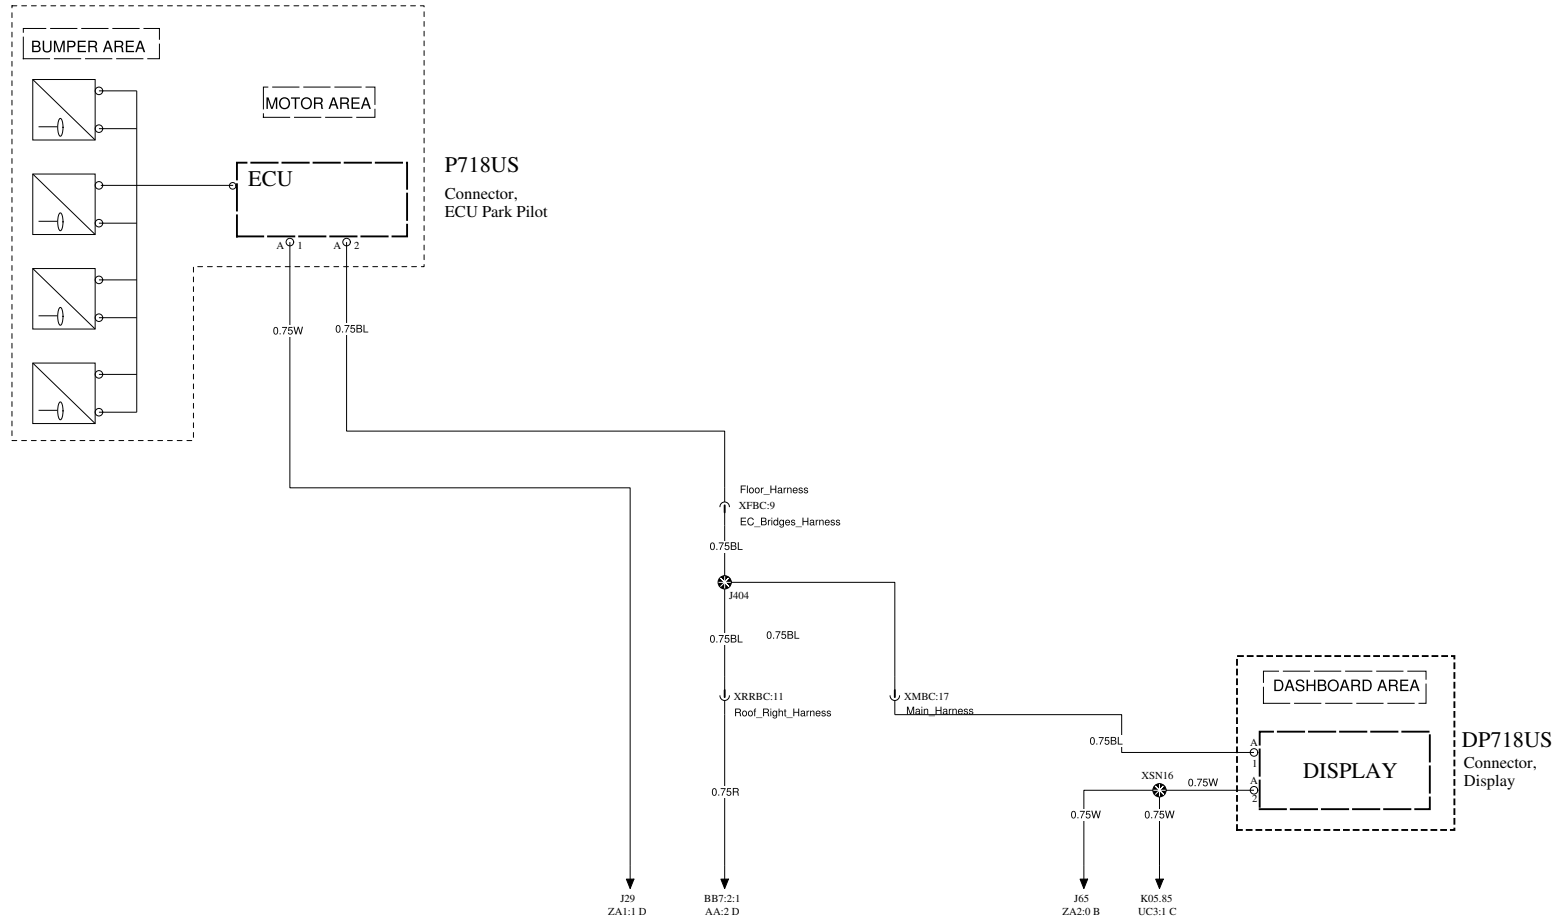 BUMPER AREA
MOTOR AREA
ECU
P718US
Connector,
ECU Park Pilot
A 1
A 2
0.75W
0.75BL
Floor_Harness
XFBC:9
EC_Bridges_Harness
0.75BL
J404
0.75BL
0.75BL
XRRBC:11
Roof_Right_Harness
XMBC:17
Main_Harness
DASHBOARD AREA
0.75BL
A
1
DISPLAY
DP718US
Connector,
Display
XSN16
0.75W
A
2
0.75R
0.75W
0.75W
J29
ZA1:1 D
BB7:2:1
AA:2 D
J65
ZA2:0 B
K05.85
UC3:1 C